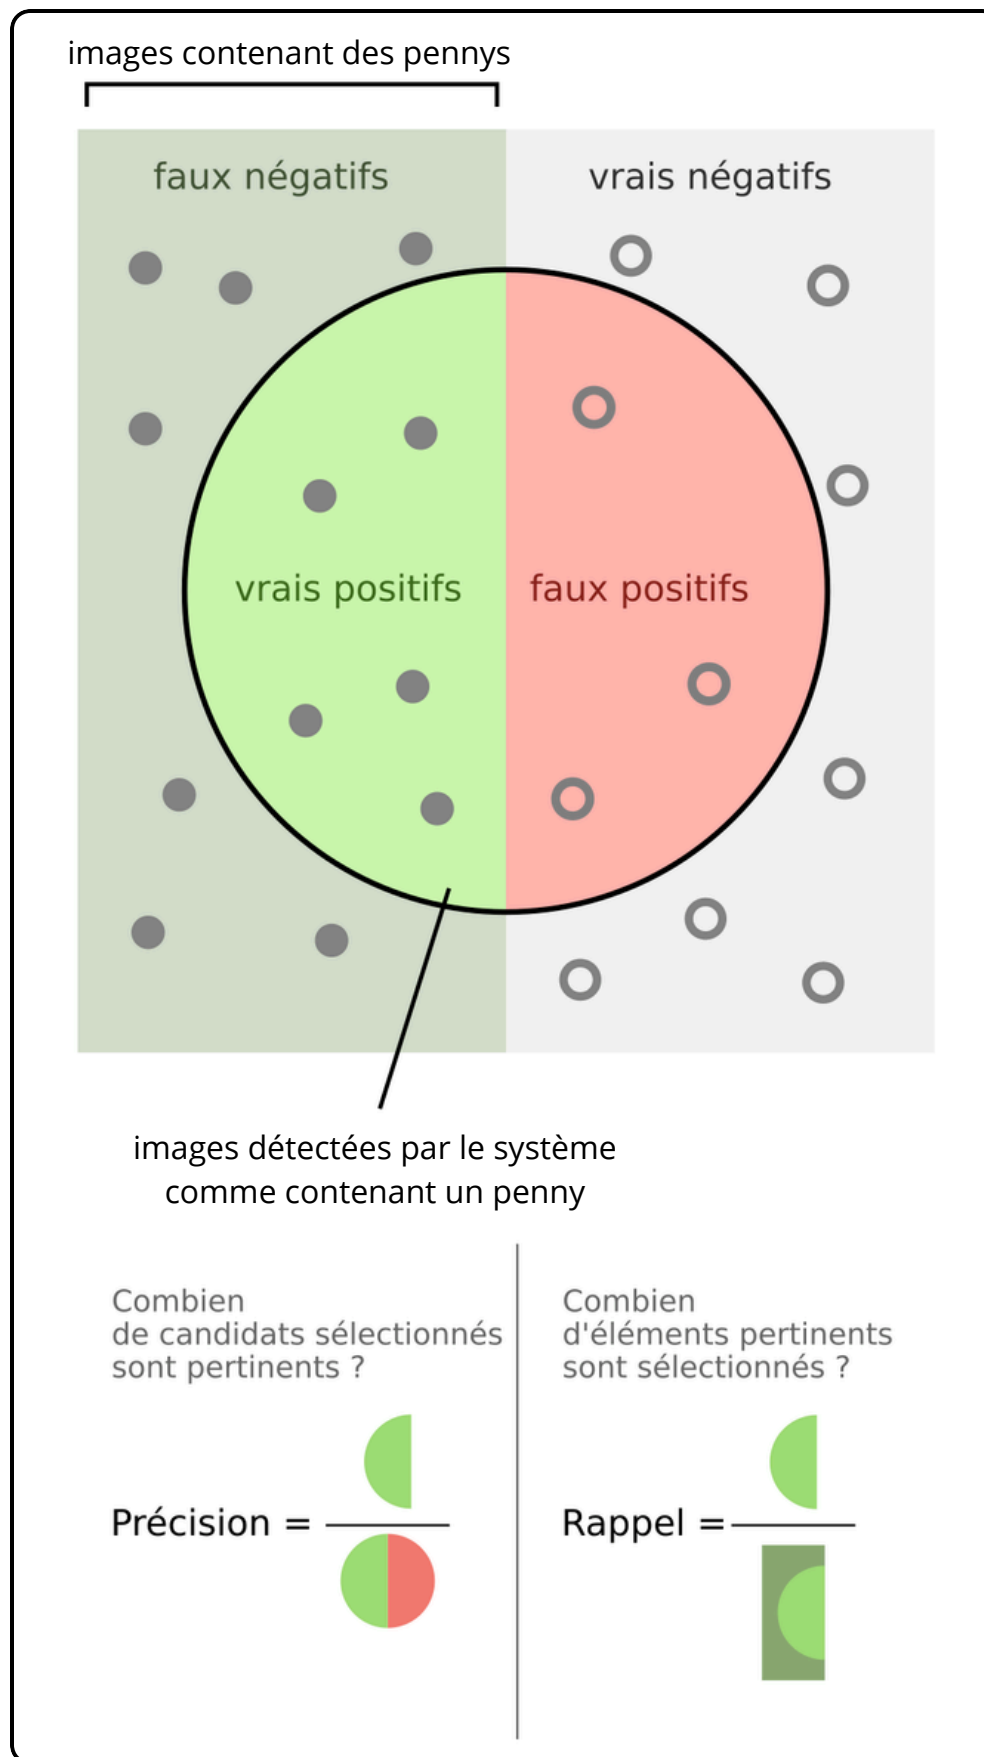 images contenant des pennys
faux négatifs
vrais négatifs
vrais positifs
faux positifs
images détectées par le système
comme contenant un penny
Combien
de candidats sélectionnés
sont pertinents ?
Précision =
Combien
d'éléments pertinents
sont sélectionnés ?
Rappel =